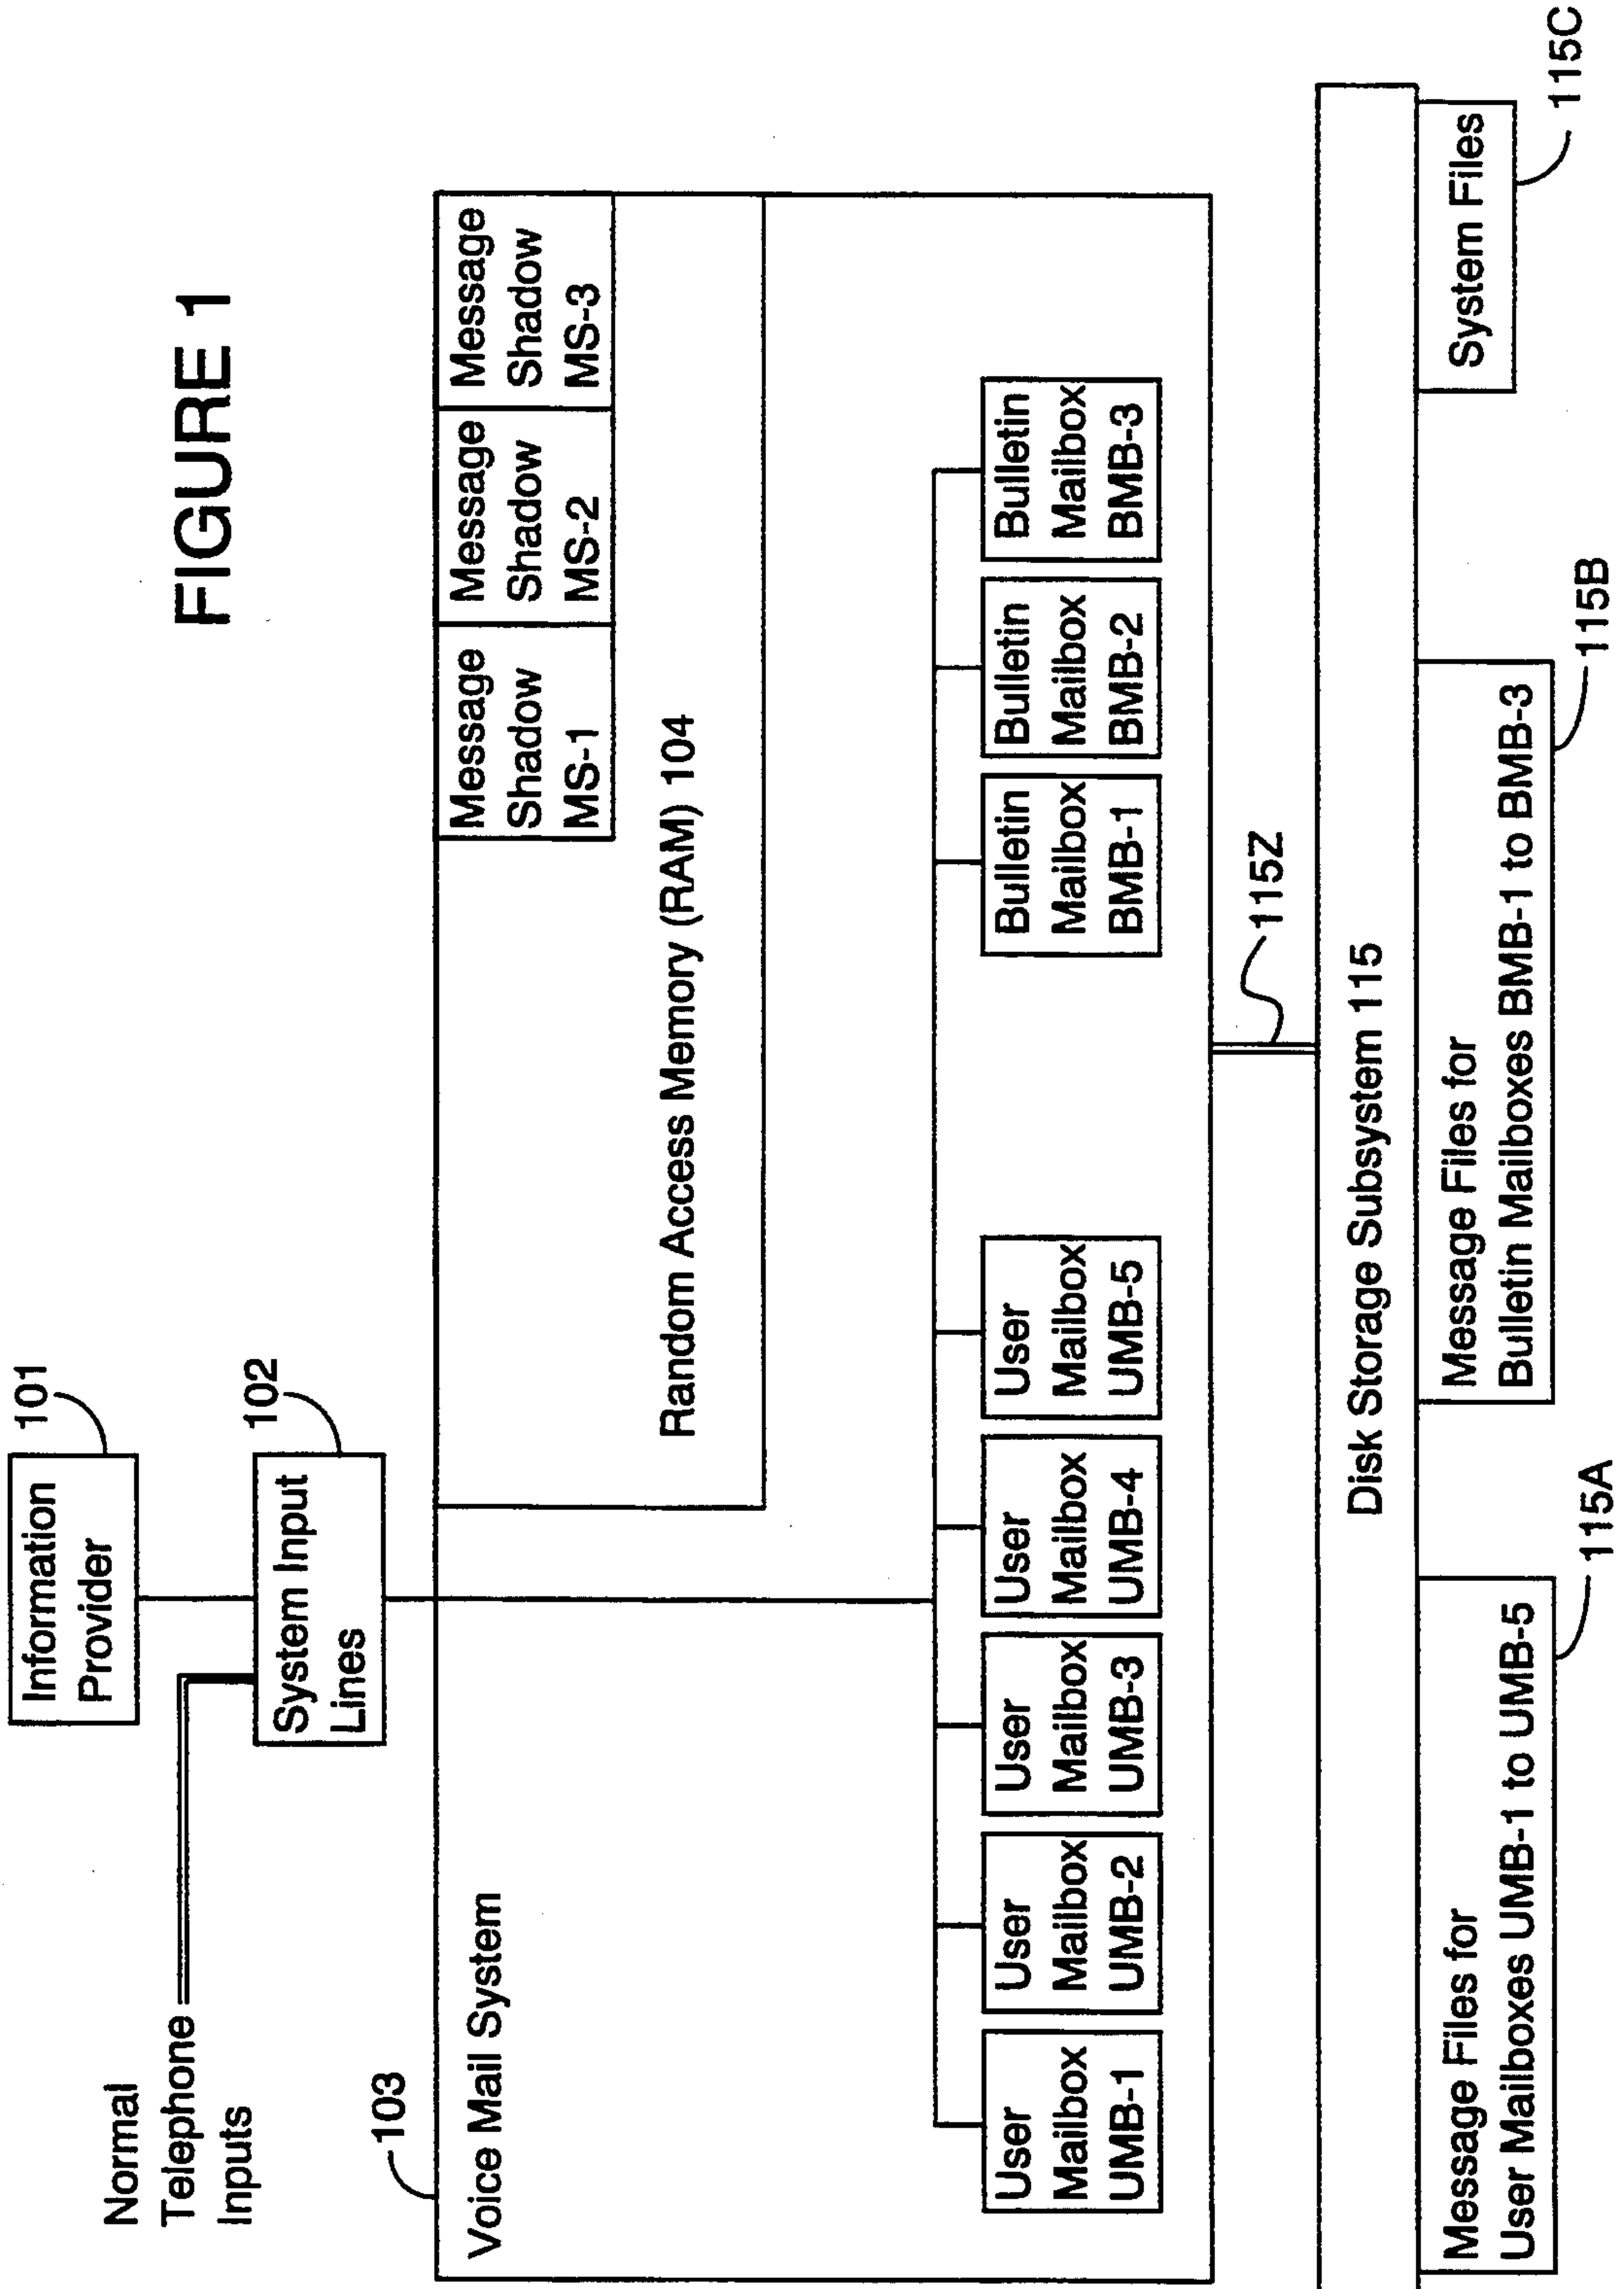 FIGURE 1
Information
Provider
101
Normal
Telephone
Inputs
System Input
Lines
102
103
Voice Mail System
Message
Shadow
MS-1
Message
Shadow
MS-2
Message
Shadow
MS-3
Random Access Memory (RAM) 104
User
Mailbox
UMB-1
User
Mailbox
UMB-2
User
Mailbox
UMB-3
User
Mailbox
UMB-4
User
Mailbox
UMB-5
Bulletin
Mailbox
BMB-1
Bulletin
Mailbox
BMB-2
Bulletin
Mailbox
BMB-3
115Z
Disk Storage Subsystem 115
Message Files for
User Mailboxes UMB-1 to UMB-5
115A
Message Files for
Bulletin Mailboxes BMB-1 to BMB-3
115B
System Files
115C